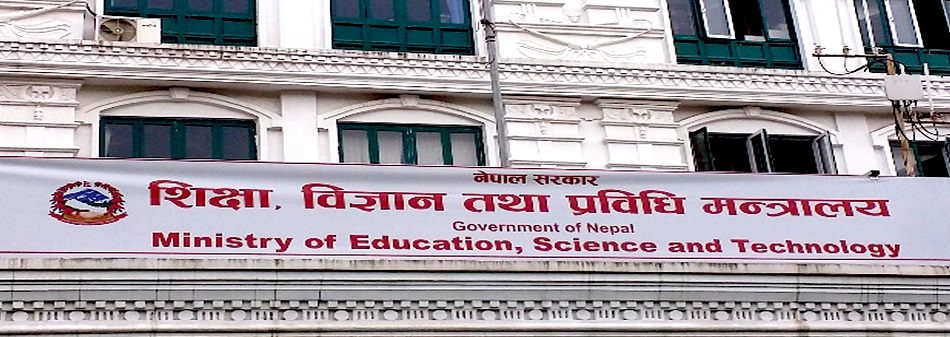 नेपाल सरकार
शिक्षा, विज्ञान तथा प्रविधि मन्त्रालय
Government of Nepal
Ministry of Education, Science and Technology